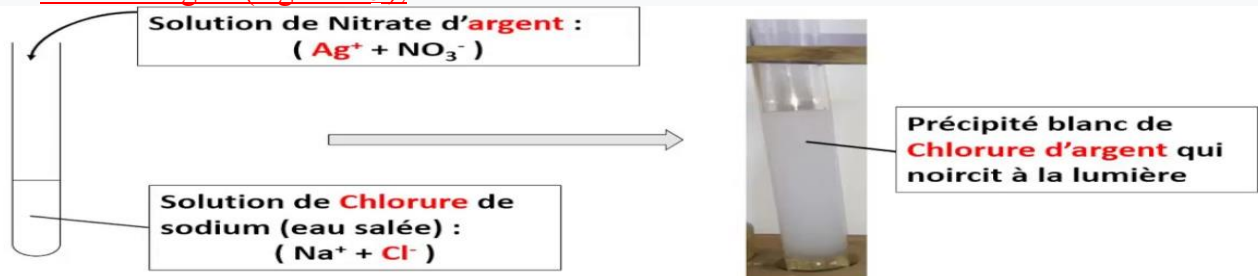 Solution de Nitrate d'argent :
( Ag⁺ + NO₃⁻ )
Solution de Chlorure de
sodium (eau salée) :
( Na⁺ + Cl⁻ )
Précipité blanc de
Chlorure d'argent qui
noircit à la lumière